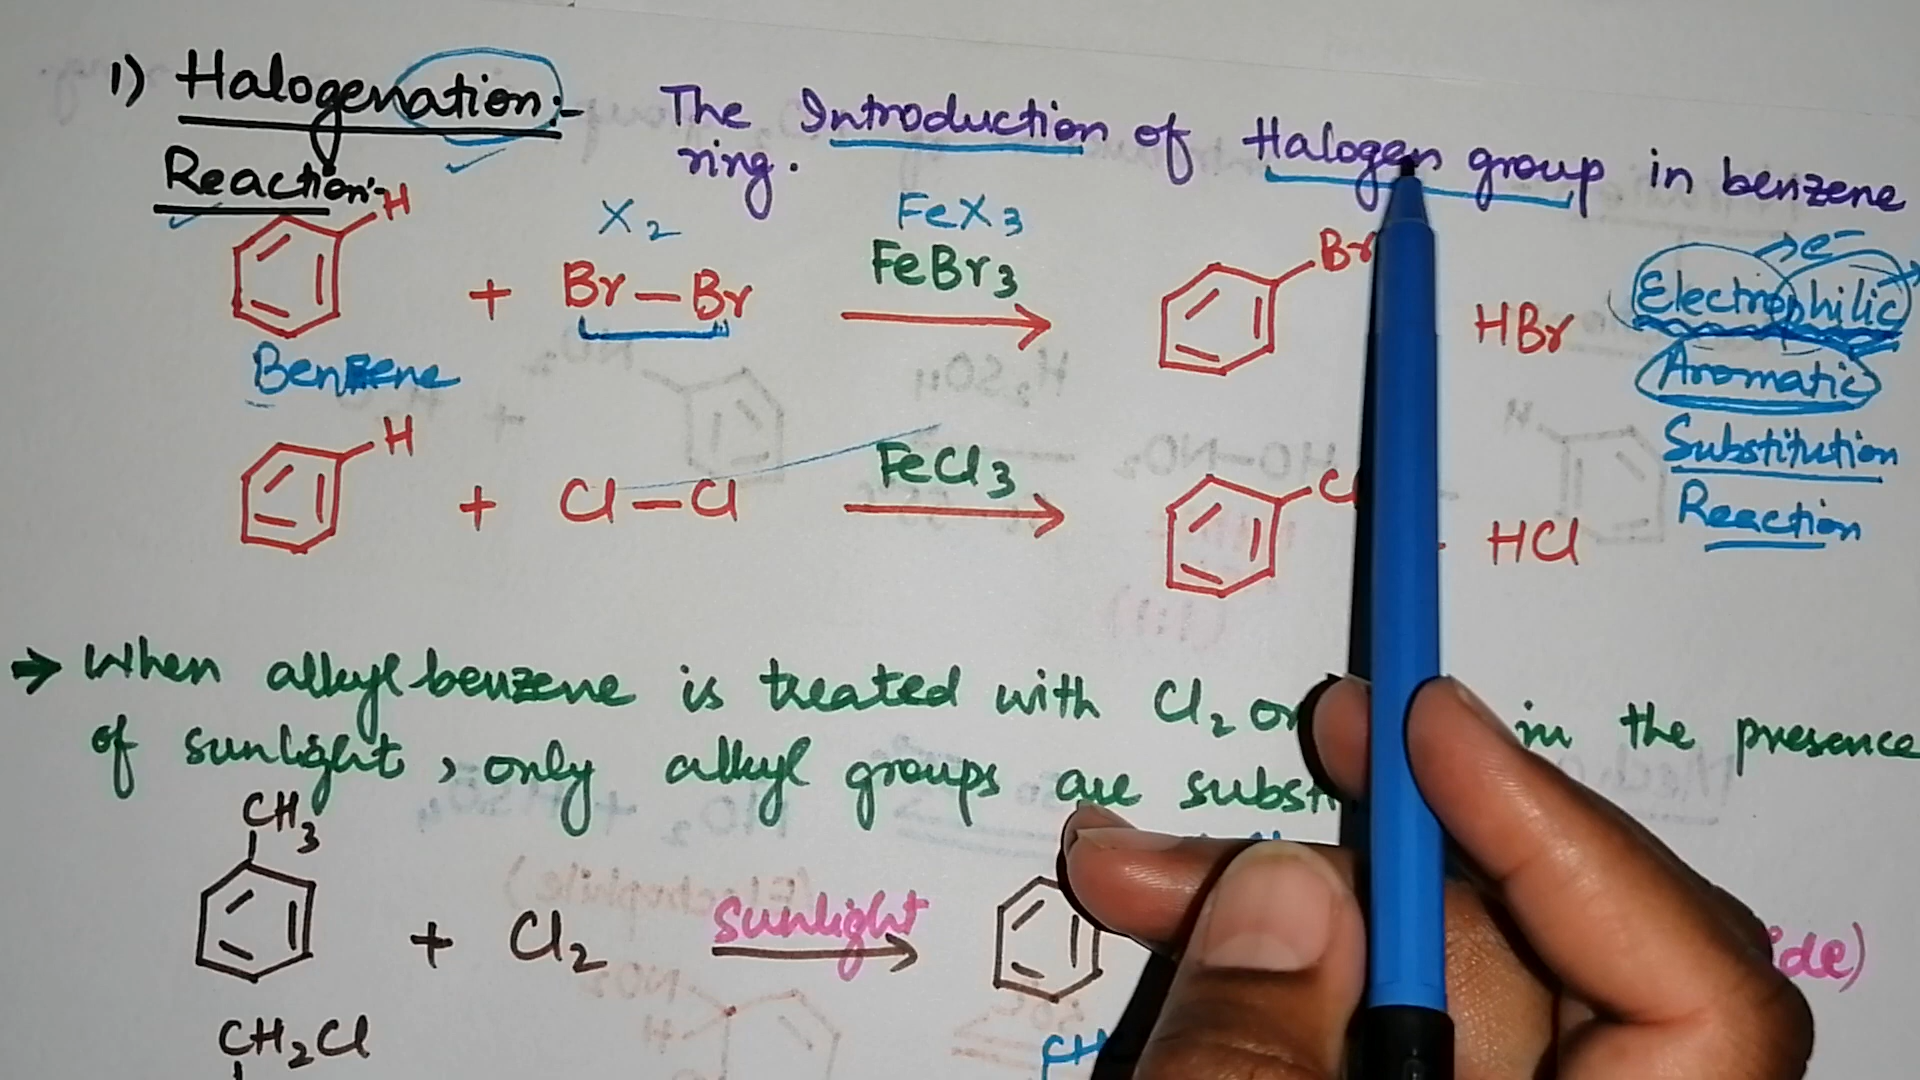 1) Halogenation:- The Introduction of Halogen group in benzene
Reaction:- ring.
H X2 FeX3
Br-Br FeBr3 Br
+ HBr
Benzene
Electrophilic e-
Aromatic
Substitution
Reaction
H
+ Cl-Cl FeCl3 HCl
→ When alkyl benzene is treated with Cl2 or in the presence
of sunlight, only alkyl groups are
CH3
+ Cl2 Sunlight
CH2Cl